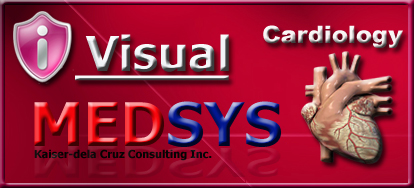 i
Visual
Cardiology
MEDSYS
Kaiser-dela Cruz Consulting Inc.